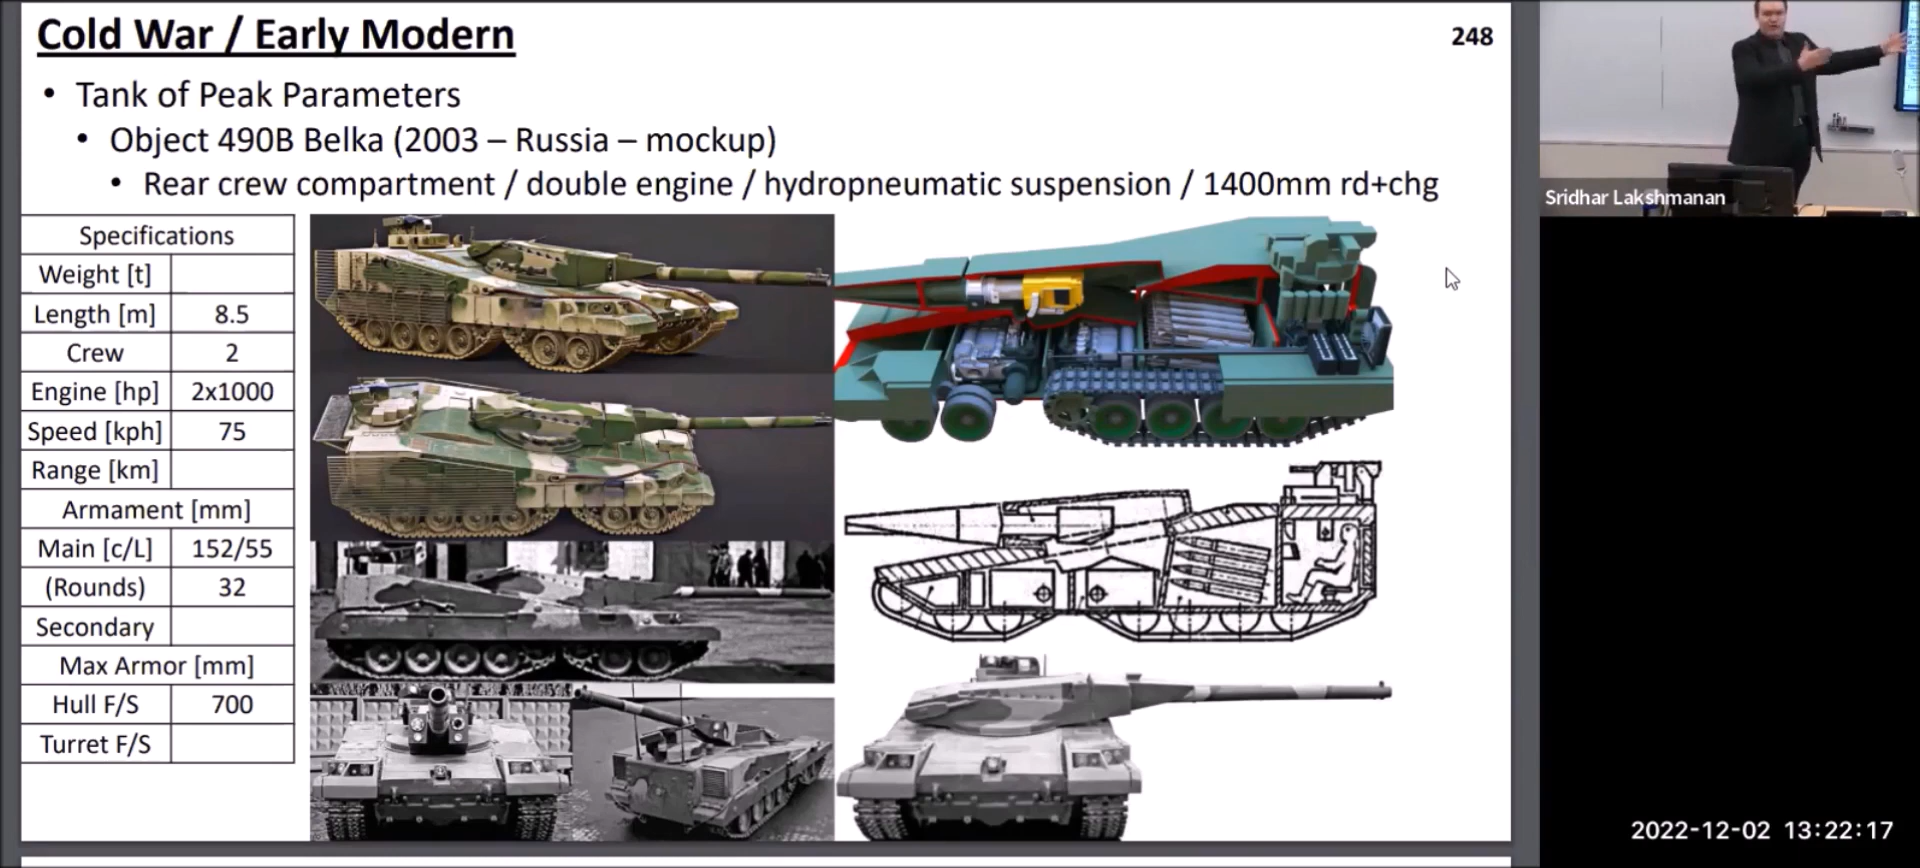 Cold War / Early Modern
248
• Tank of Peak Parameters
• Object 490B Belka (2003 – Russia – mockup)
• Rear crew compartment / double engine / hydropneumatic suspension / 1400mm rd+chg
Specifications
Weight [t]
Length [m] 8.5
Crew 2
Engine [hp] 2x1000
Speed [kph] 75
Range [km]
Armament [mm]
Main [c/L] 152/55
(Rounds) 32
Secondary
Max Armor [mm]
Hull F/S 700
Turret F/S
Sridhar Lakshmanan
2022-12-02 13:22:17